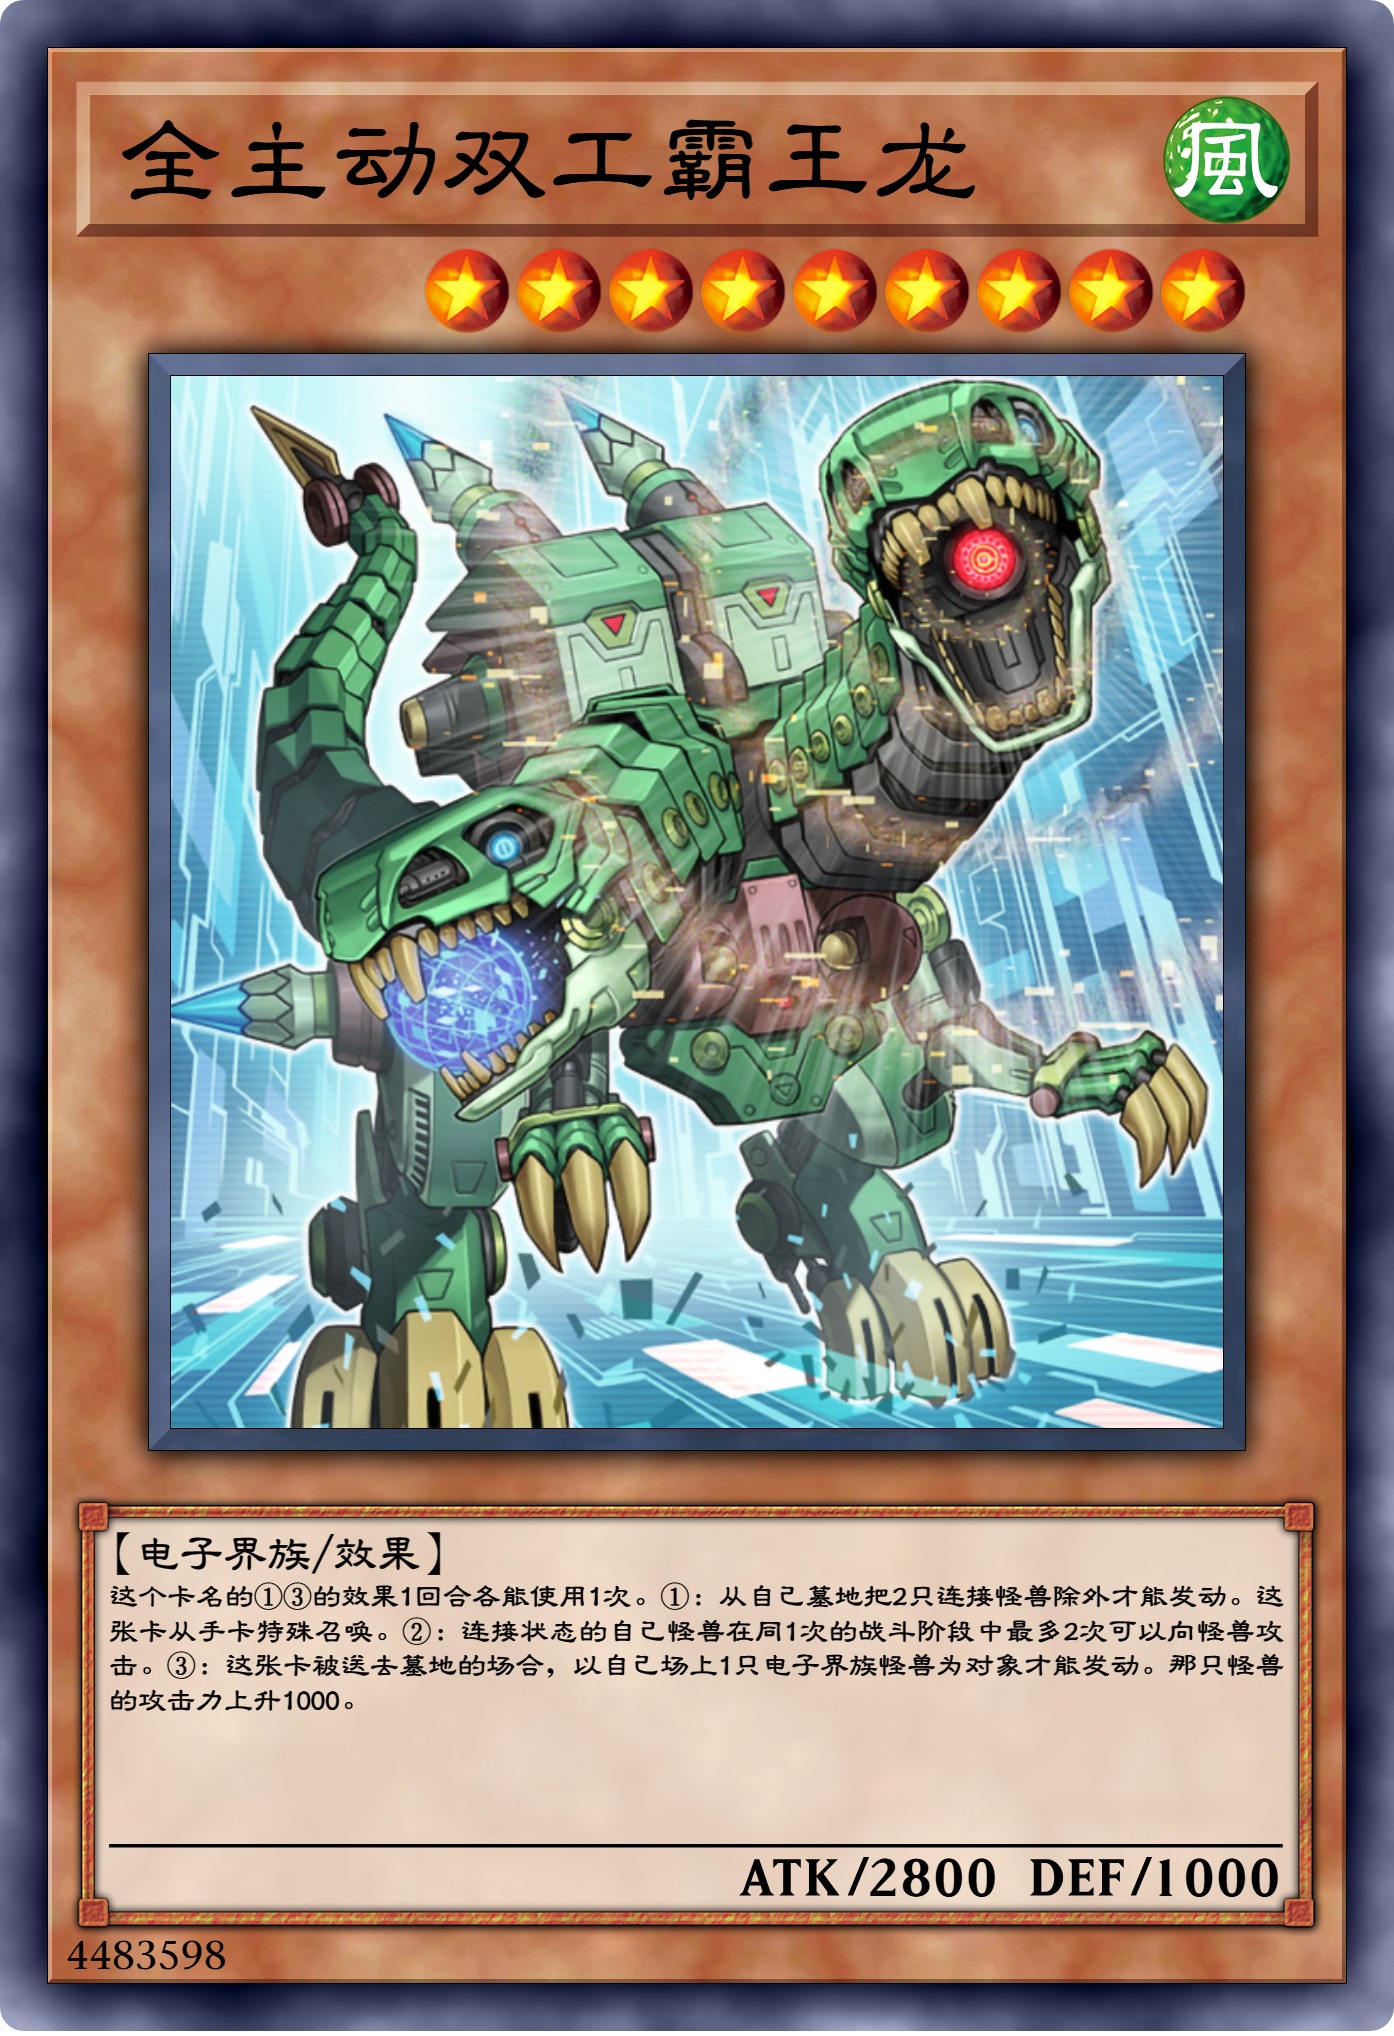 全主动双工霸王龙
風
【电子界族/效果】
这个卡名的①③的效果1回合各能使用1次。①：从自己墓地把2只连接怪兽除外才能发动。这
张卡从手卡特殊召唤。②：连接状态的自己怪兽在同1次的战斗阶段中最多2次可以向怪兽攻
击。③：这张卡被送去墓地的场合，以自己场上1只电子界族怪兽为对象才能发动。那只怪兽
的攻击力上升1000。
ATK/2800 DEF/1000
4483598